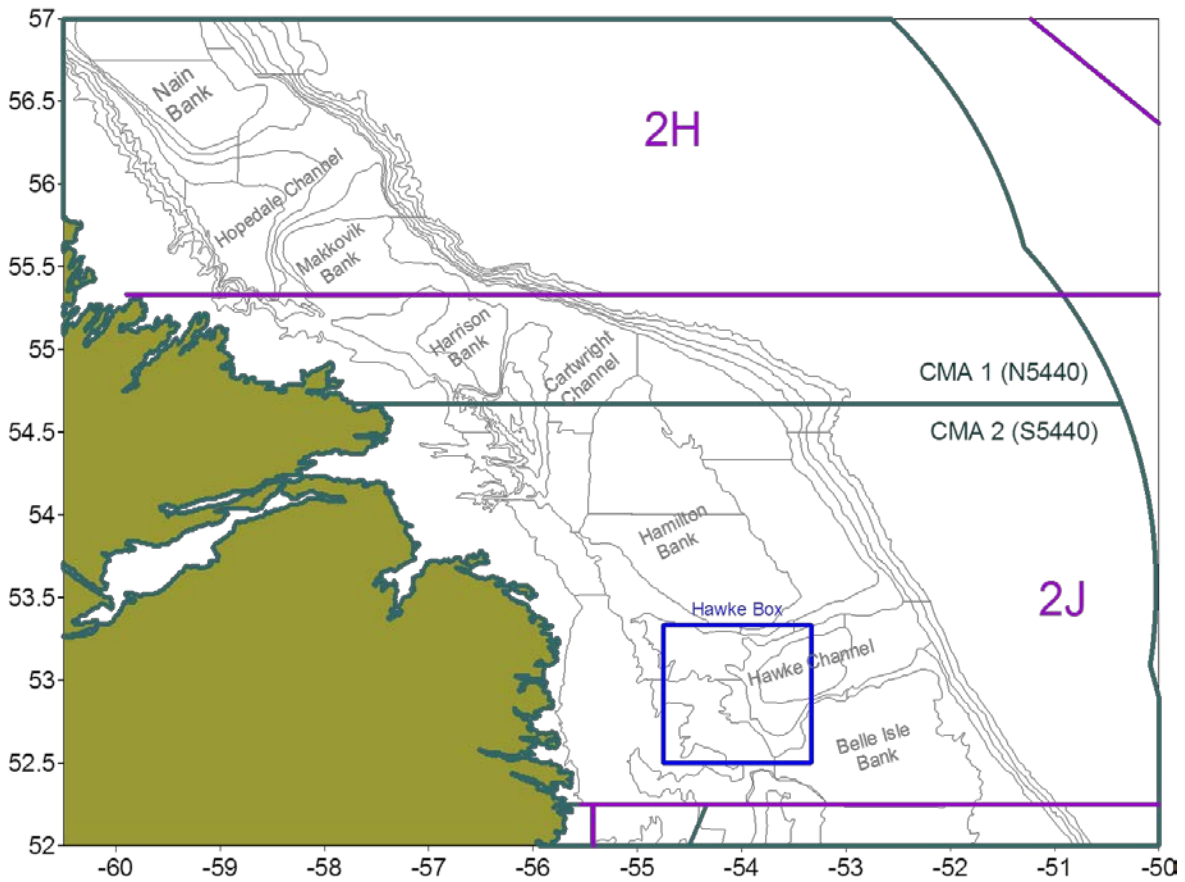 57
56.5
56
55.5
55
54.5
54
53.5
53
52.5
52
2H
Nain
Bank
Hopedale Channel
Makkovik
Bank
Harrison
Bank
Cartwright
Channel
CMA 1 (N5440)
CMA 2 (S5440)
Hamilton
Bank
2J
Hawke Box
Hawke Channel
Belle Isle
Bank
-60
-59
-58
-57
-56
-55
-54
-53
-52
-51
-50